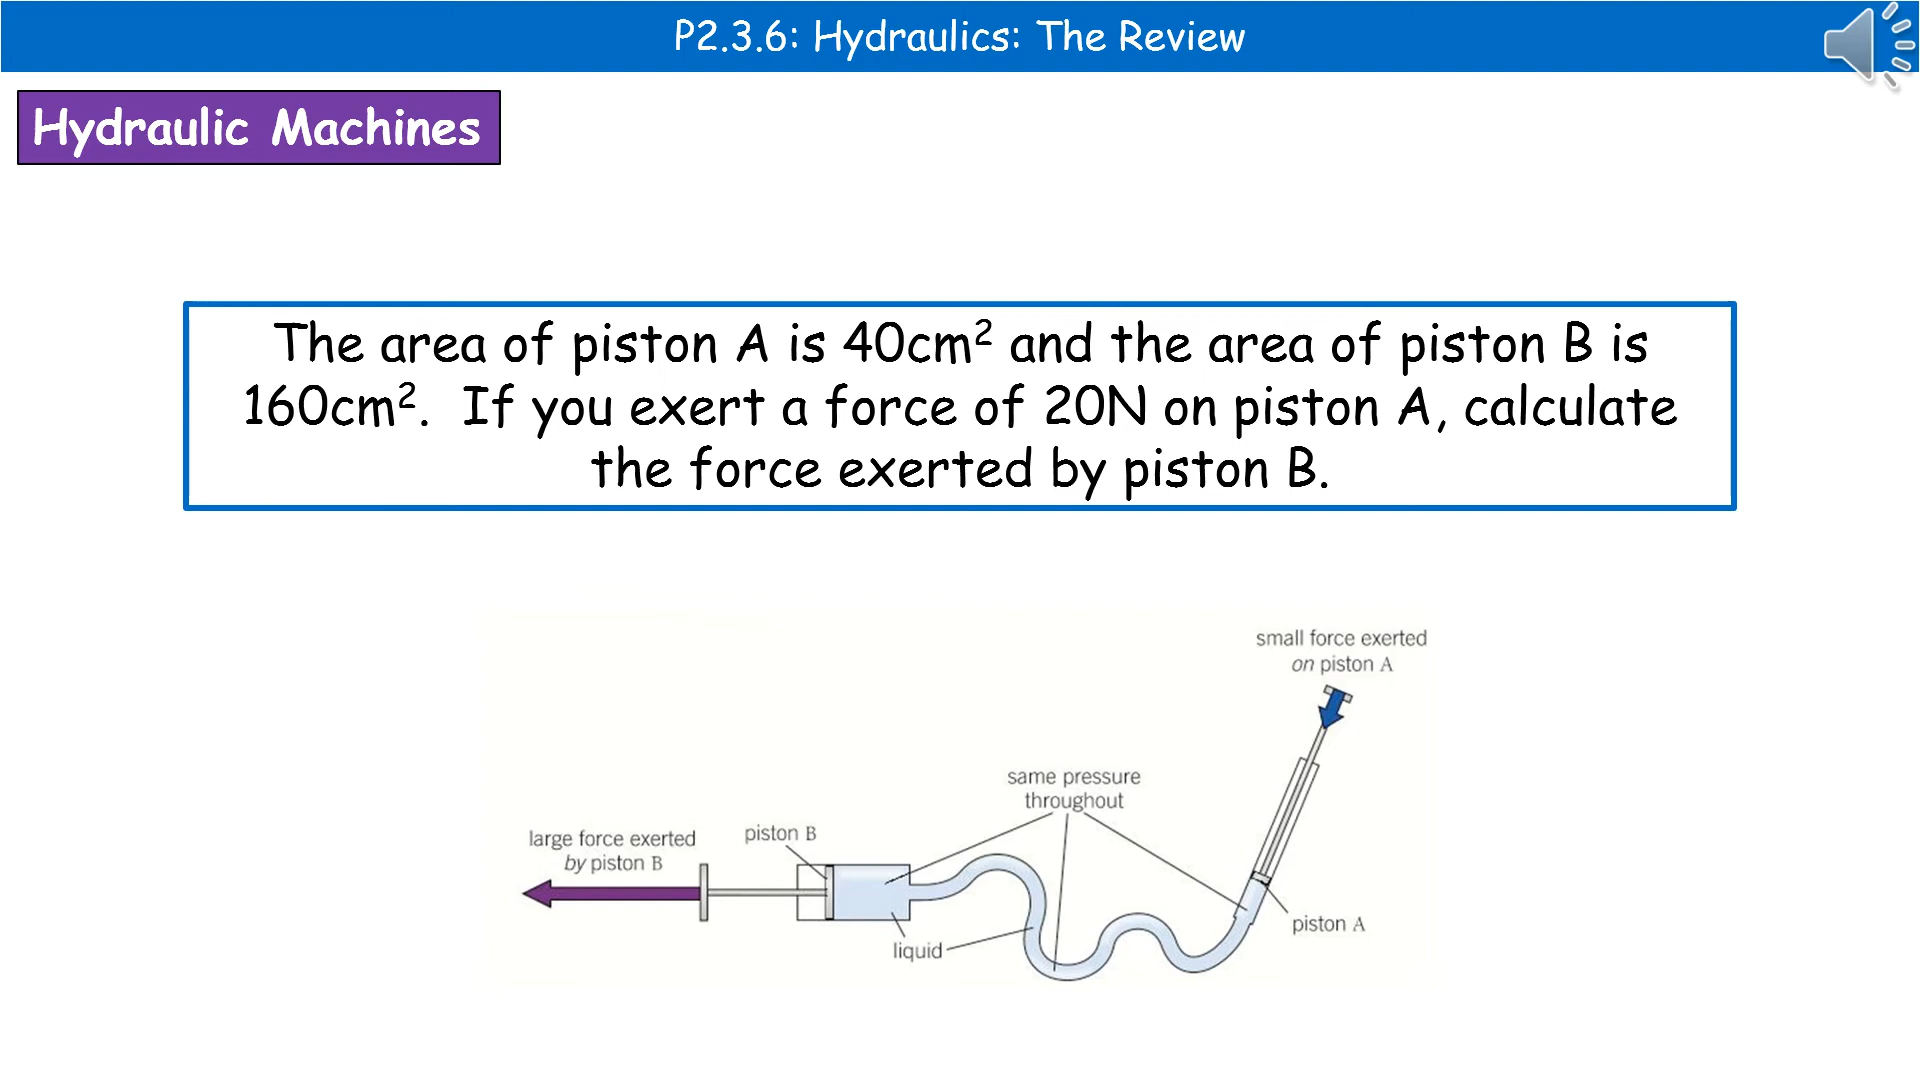 P2.3.6: Hydraulics: The Review
Hydraulic Machines
The area of piston A is 40cm² and the area of piston B is
160cm².  If you exert a force of 20N on piston A, calculate
the force exerted by piston B.
small force exerted
on piston A
same pressure
throughout
large force exerted
by piston B
piston B
liquid
piston A